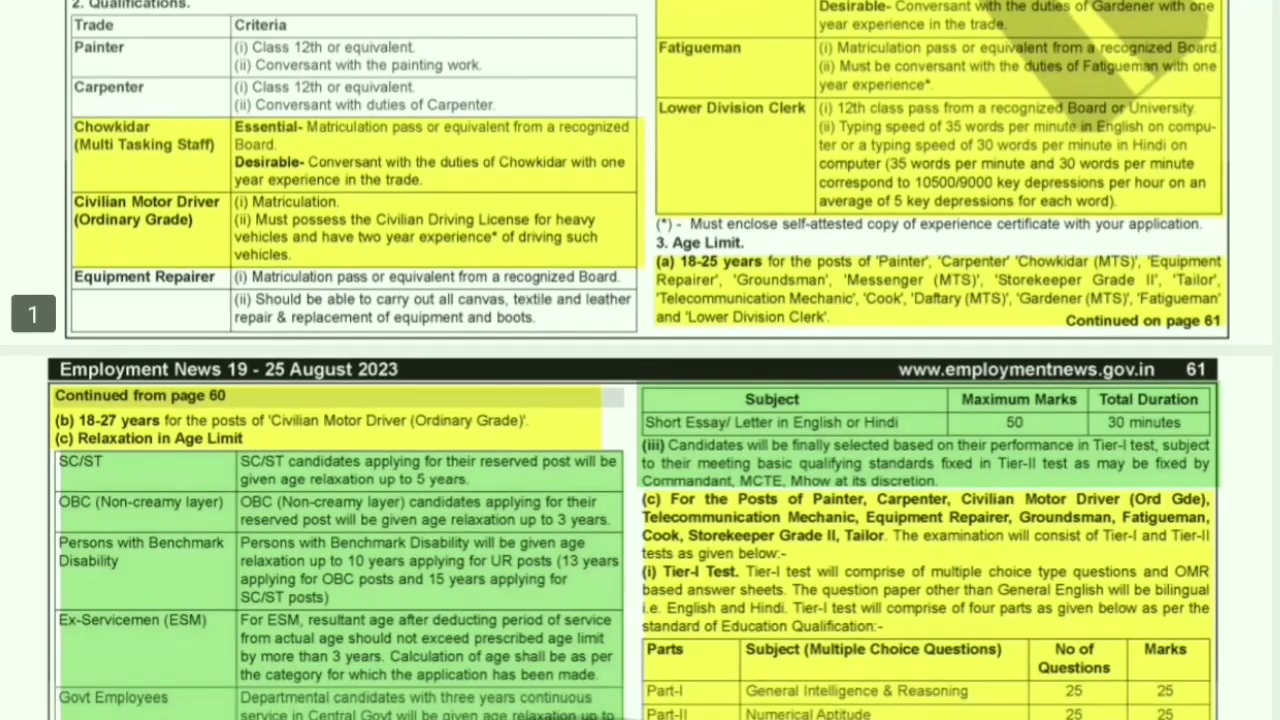 2. Qualifications.
Trade Criteria
Painter (i) Class 12th or equivalent.
(ii) Conversant with the painting work.
Carpenter (i) Class 12th or equivalent.
(ii) Conversant with duties of Carpenter.
Chowkidar Essential- Matriculation pass or equivalent from a recognized
(Multi Tasking Staff) Board.
Desirable- Conversant with the duties of Chowkidar with one
year experience in the trade.
Civilian Motor Driver (i) Matriculation.
(Ordinary Grade) (ii) Must possess the Civilian Driving License for heavy
vehicles and have two year experience* of driving such
vehicles.
Equipment Repairer (i) Matriculation pass or equivalent from a recognized Board.
(ii) Should be able to carry out all canvas, textile and leather
repair & replacement of equipment and boots.
1
Desirable- Conversant with the duties of Gardener with one
year experience in the trade.
Fatigueman (i) Matriculation pass or equivalent from a recognized Board.
(ii) Must be conversant with the duties of Fatigueman with one
year experience*.
Lower Division Clerk (i) 12th class pass from a recognized Board or University.
(ii) Typing speed of 35 words per minute in English on compu-
ter or a typing speed of 30 words per minute in Hindi on
computer (35 words per minute and 30 words per minute
correspond to 10500/9000 key depressions per hour on an
average of 5 key depressions for each word).
(*) - Must enclose self-attested copy of experience certificate with your application.
3. Age Limit.
(a) 18-25 years for the posts of 'Painter', 'Carpenter' 'Chowkidar (MTS)', 'Equipment
Repairer', 'Groundsman', 'Messenger (MTS)', 'Storekeeper Grade II', 'Tailor',
'Telecommunication Mechanic', 'Cook', 'Daftary (MTS)', 'Gardener (MTS)', 'Fatigueman'
and 'Lower Division Clerk'.
Continued on page 61
Employment News 19 - 25 August 2023 www.employmentnews.gov.in 61
Continued from page 60
(b) 18-27 years for the posts of 'Civilian Motor Driver (Ordinary Grade)'.
(c) Relaxation in Age Limit
SC/ST SC/ST candidates applying for their reserved post will be
given age relaxation up to 5 years.
OBC (Non-creamy layer) OBC (Non-creamy layer) candidates applying for their
reserved post will be given age relaxation up to 3 years.
Persons with Benchmark Persons with Benchmark Disability will be given age
Disability relaxation up to 10 years applying for UR posts (13 years
applying for OBC posts and 15 years applying for
SC/ST posts)
Ex-Servicemen (ESM) For ESM, resultant age after deducting period of service
from actual age should not exceed prescribed age limit
by more than 3 years. Calculation of age shall be as per
the category for which the application has been made.
Govt Employees Departmental candidates with three years continuous
service in Central Govt will be given age relaxation up to
Subject Maximum Marks Total Duration
Short Essay/ Letter in English or Hindi 50 30 minutes
(iii) Candidates will be finally selected based on their performance in Tier-I test, subject
to their meeting basic qualifying standards fixed in Tier-II test as may be fixed by
Commandant, MCTE, Mhow at its discretion.
(c) For the Posts of Painter, Carpenter, Civilian Motor Driver (Ord Gde),
Telecommunication Mechanic, Equipment Repairer, Groundsman, Fatigueman,
Cook, Storekeeper Grade II, Tailor. The examination will consist of Tier-I and Tier-II
tests as given below:-
(i) Tier-I Test. Tier-I test will comprise of multiple choice type questions and OMR
based answer sheets. The question paper other than General English will be bilingual
i.e. English and Hindi. Tier-I test will comprise of four parts as given below as per the
standard of Education Qualification:-
Parts Subject (Multiple Choice Questions) No of Marks
Questions
Part-I General Intelligence & Reasoning 25 25
Part-II Numerical Aptitude 25 25